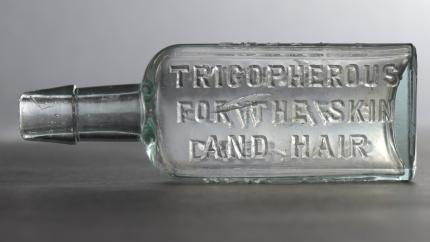 TRICOPHEROUS
FOR THE SKIN
AND HAIR